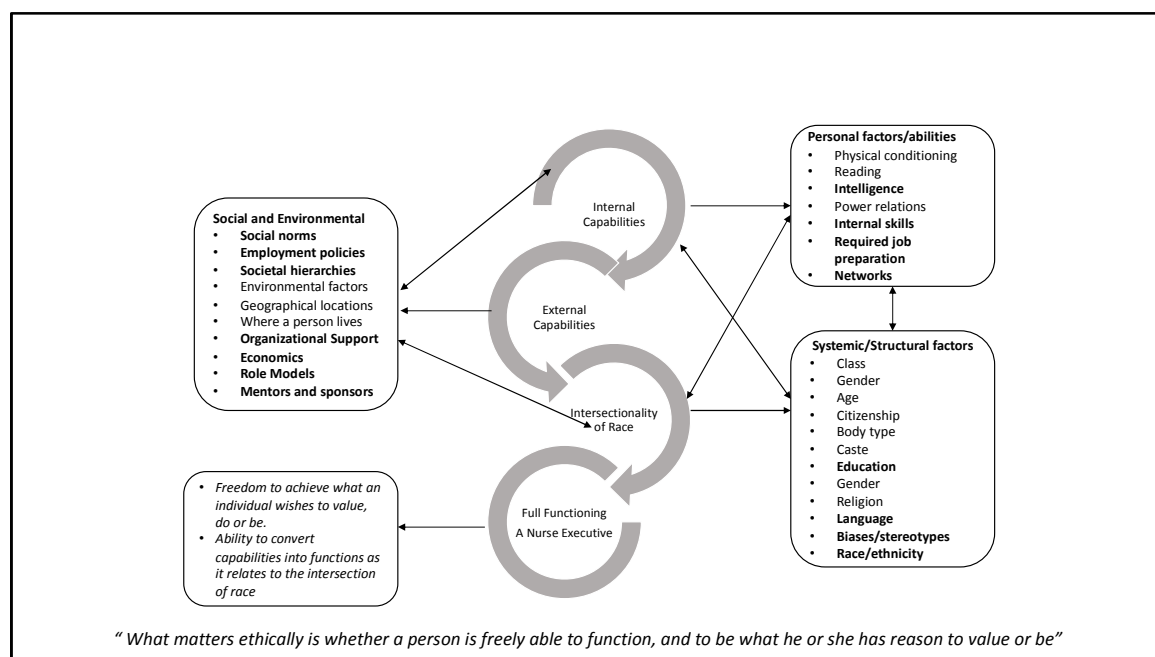 Social and Environmental
• Social norms
• Employment policies
• Societal hierarchies
• Environmental factors
• Geographical locations
• Where a person lives
• Organizational Support
• Economics
• Role Models
• Mentors and sponsors
• Freedom to achieve what an
individual wishes to value,
do or be.
• Ability to convert
capabilities into functions as
it relates to the intersection
of race
Internal
Capabilities
External
Capabilities
Intersectionality
of Race
Full Functioning
A Nurse Executive
Personal factors/abilities
• Physical conditioning
• Reading
• Intelligence
• Power relations
• Internal skills
• Required job
preparation
• Networks
Systemic/Structural factors
• Class
• Gender
• Age
• Citizenship
• Body type
• Caste
• Education
• Gender
• Religion
• Language
• Biases/stereotypes
• Race/ethnicity
“ What matters ethically is whether a person is freely able to function, and to be what he or she has reason to value or be”